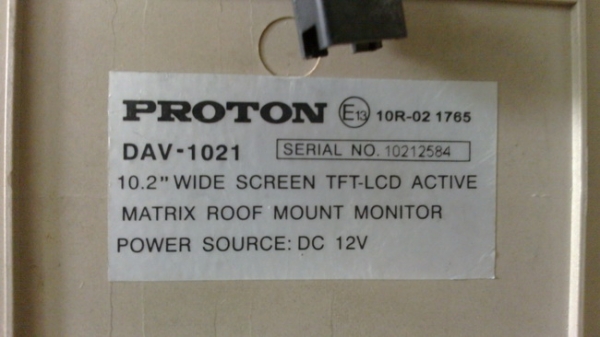 PROTON E13 10R-02 1765
DAV-1021 SERIAL NO. 10212584
10.2" WIDE SCREEN TFT-LCD ACTIVE
MATRIX ROOF MOUNT MONITOR
POWER SOURCE: DC 12V